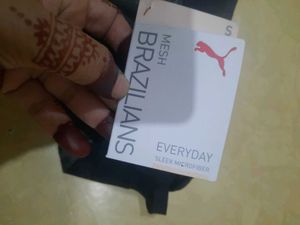 S
MESH
BRAZILIANS
EVERYDAY
SLEEK MICROFIBER